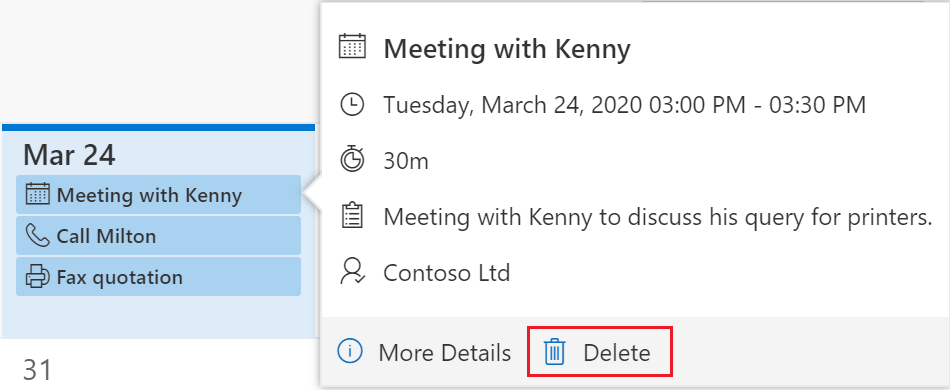 Mar 24
Meeting with Kenny
Call Milton
Fax quotation
31
Meeting with Kenny
Tuesday, March 24, 2020 03:00 PM - 03:30 PM
30m
Meeting with Kenny to discuss his query for printers.
Contoso Ltd
More Details
Delete